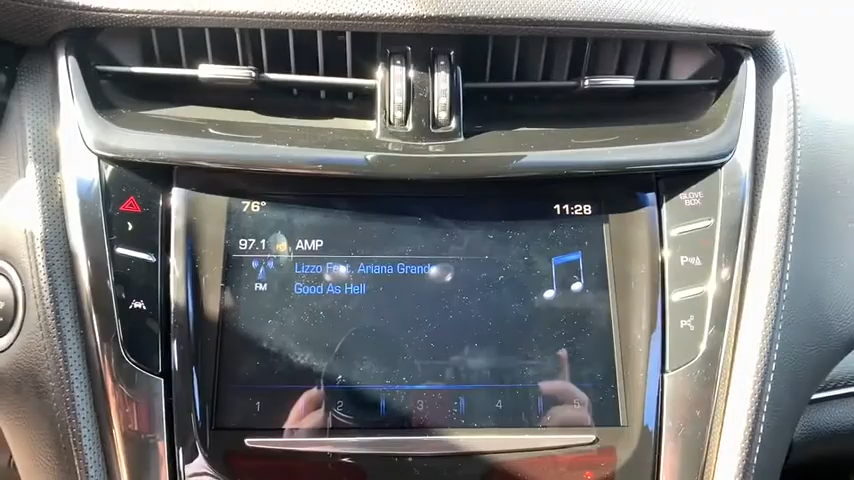 76°
11:28
GLOVE BOX
97.1 AMP
Lizzo Feat. Ariana Grand
Good As Hell
FM
1 2 3 4 5